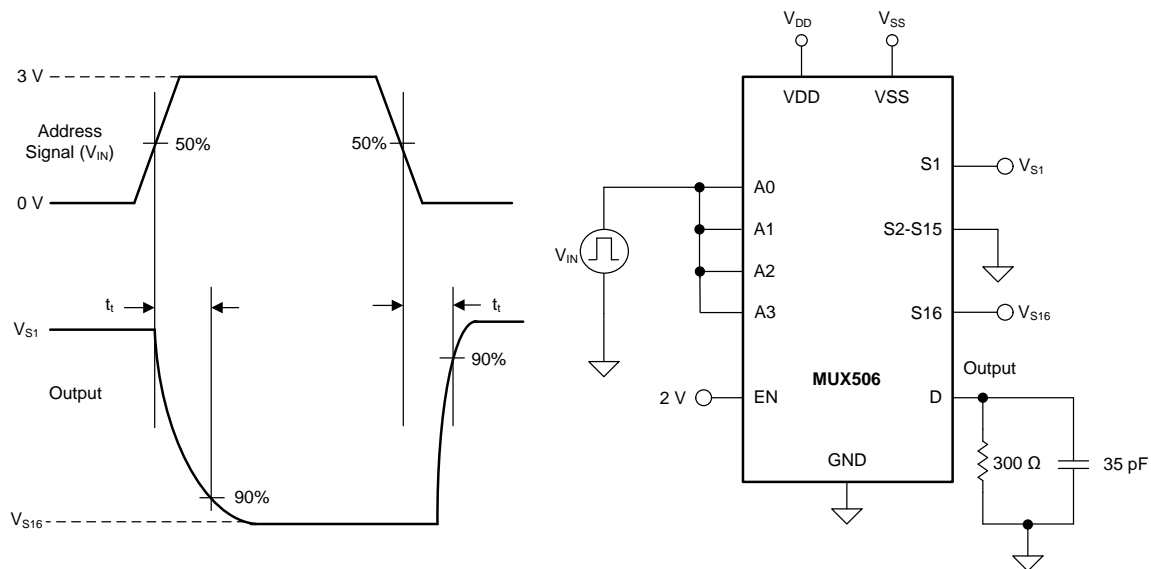 3 V
Address
Signal (VIN)
50%
50%
0 V
tt
tt
VS1
90%
Output
90%
VS16
VDD
VSS
VDD
VSS
S1
VS1
A0
A1
S2-S15
VIN
A2
A3
S16
VS16
MUX506
Output
2 V
EN
D
GND
300 Ω
35 pF